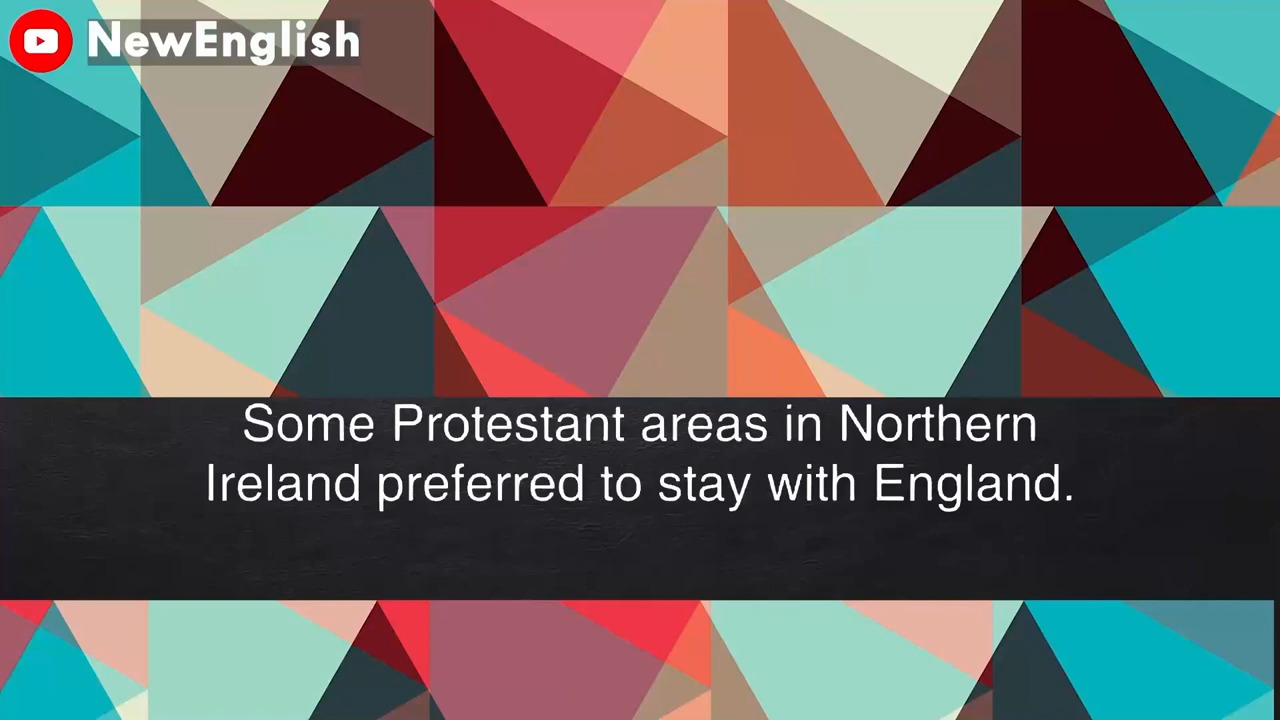 NewEnglish
Some Protestant areas in Northern
Ireland preferred to stay with England.